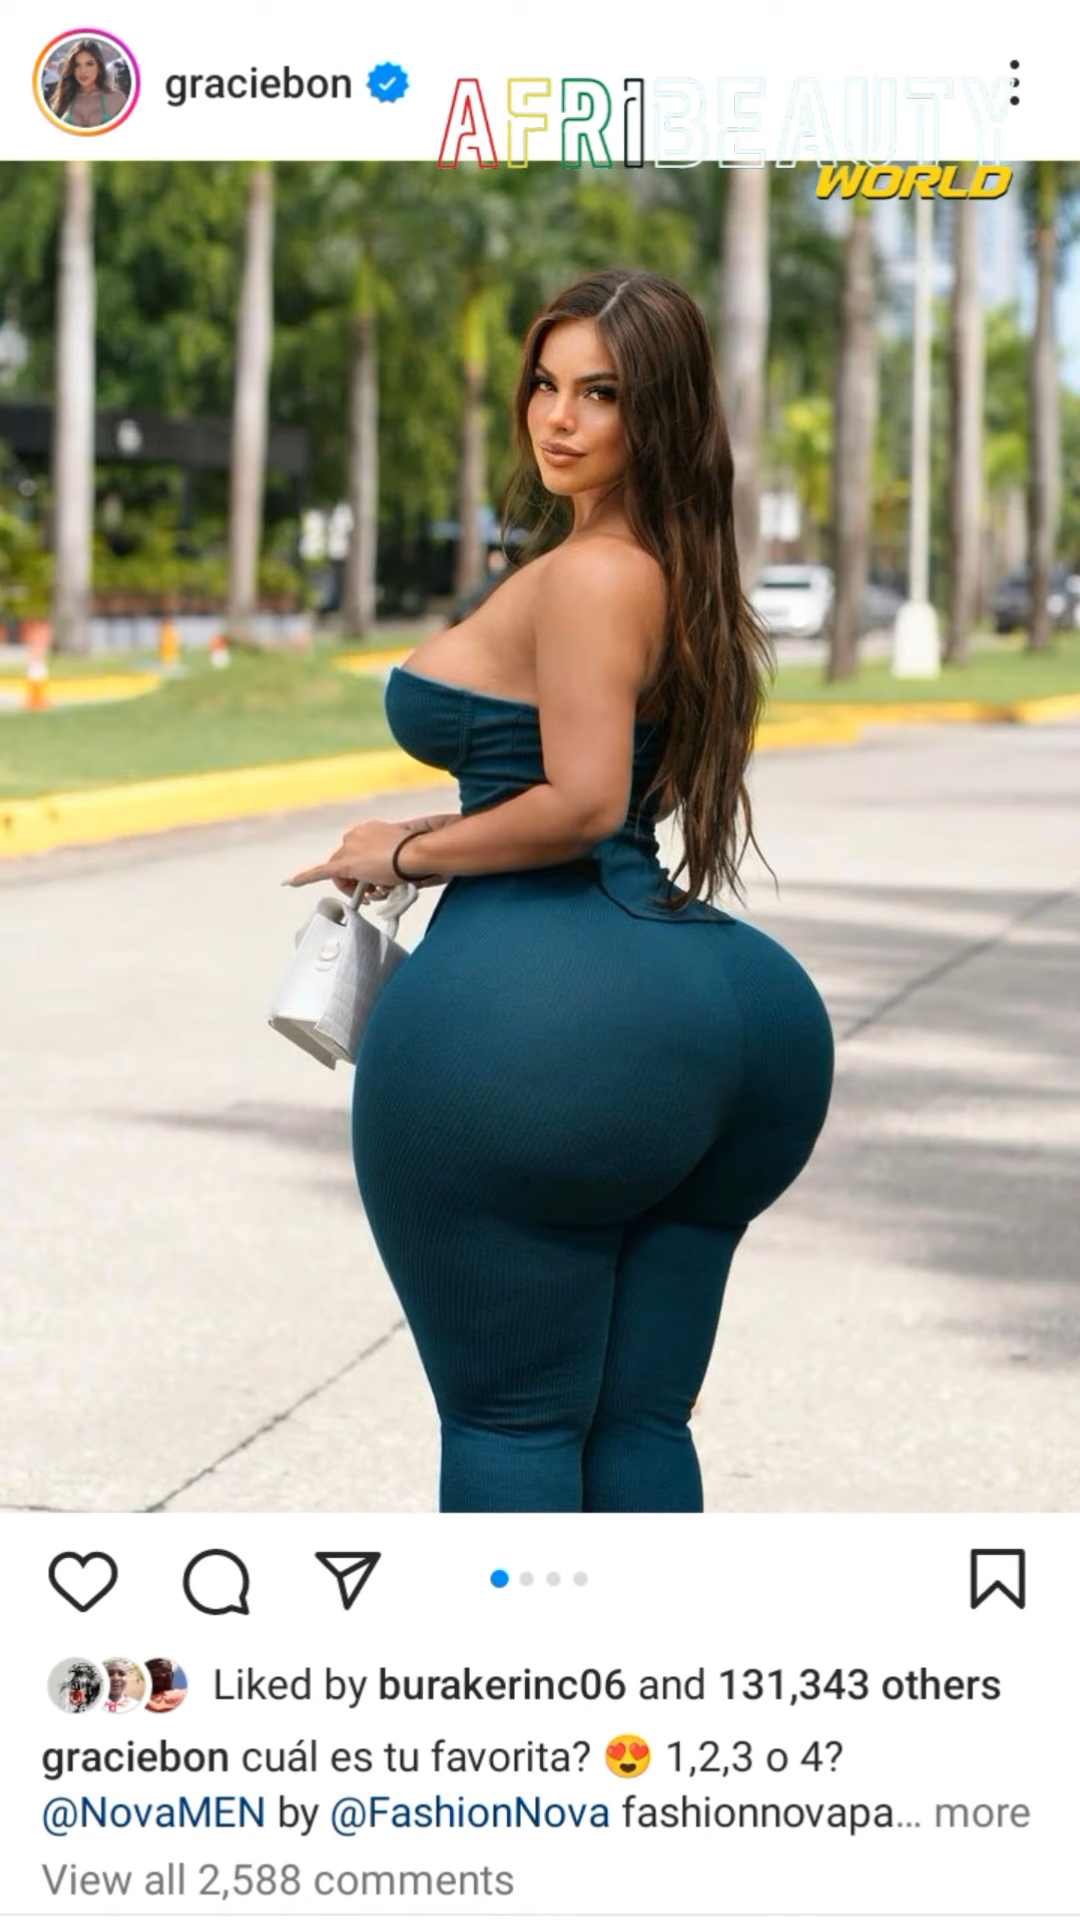 graciebon
AFRIBEAUTY
WORLD
Liked by burakerinc06 and 131,343 others
graciebon cuál es tu favorita? 😍 1,2,3 o 4?
@NovaMEN by @FashionNova fashionnovapa... more
View all 2,588 comments